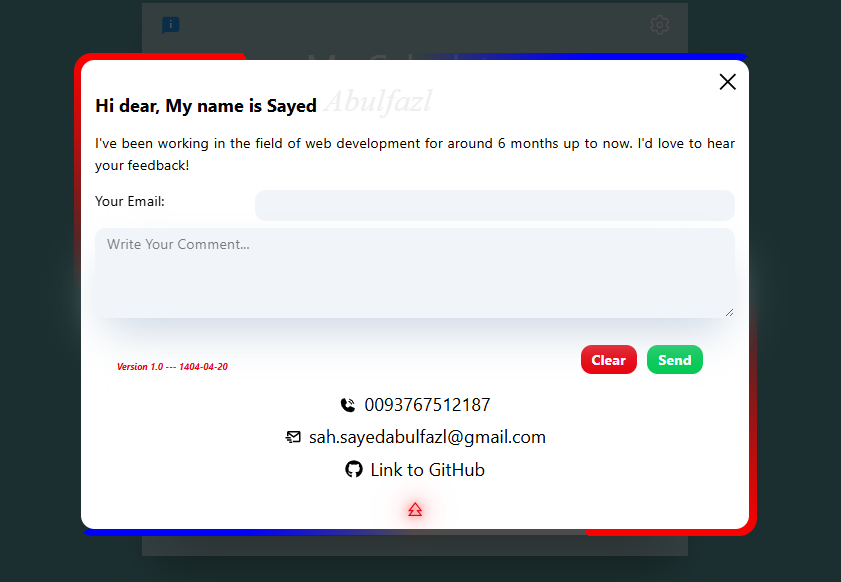 Hi dear, My name is Sayed Abulfazl
I've been working in the field of web development for around 6 months up to now. I'd love to hear
your feedback!
Your Email:
Write Your Comment...
Version 1.0 --- 1404-04-20
Clear Send
0093767512187
sah.sayedabulfazl@gmail.com
Link to GitHub